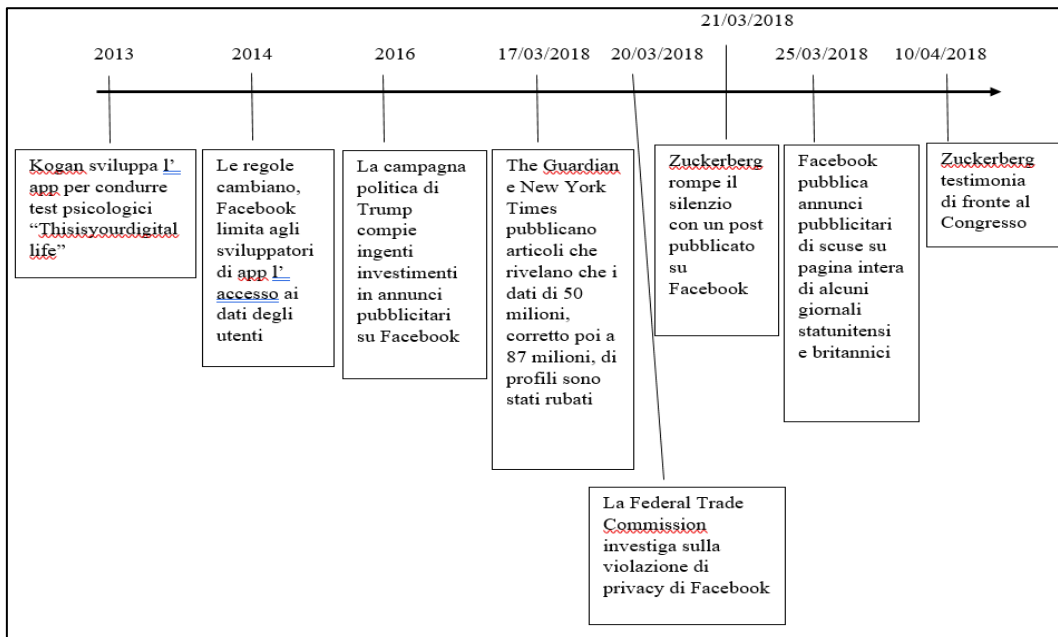 21/03/2018
2013
2014
2016
17/03/2018
20/03/2018
25/03/2018
10/04/2018
Kogan sviluppa l'
app per condurre
test psicologici
“Thisisyourdigital
life”
Le regole
cambiano,
Facebook
limita agli
sviluppatori
di app l'
accesso ai
dati degli
utenti
La campagna
politica di
Trump
compie
ingenti
investimenti
in annunci
pubblicitari
su Facebook
The Guardian
e New York
Times
pubblicano
articoli che
rivelano che i
dati di 50
milioni,
corretto poi a
87 milioni, di
profili sono
stati rubati
La Federal Trade
Commission
investiga sulla
violazione di
privacy di Facebook
Zuckerberg
rompe il
silenzio
con un post
pubblicato
su
Facebook
Facebook
pubblica
annunci
pubblicitari
di scuse su
pagina intera
di alcuni
giornali
statunitensi
e britannici
Zuckerberg
testimonia
di fronte al
Congresso